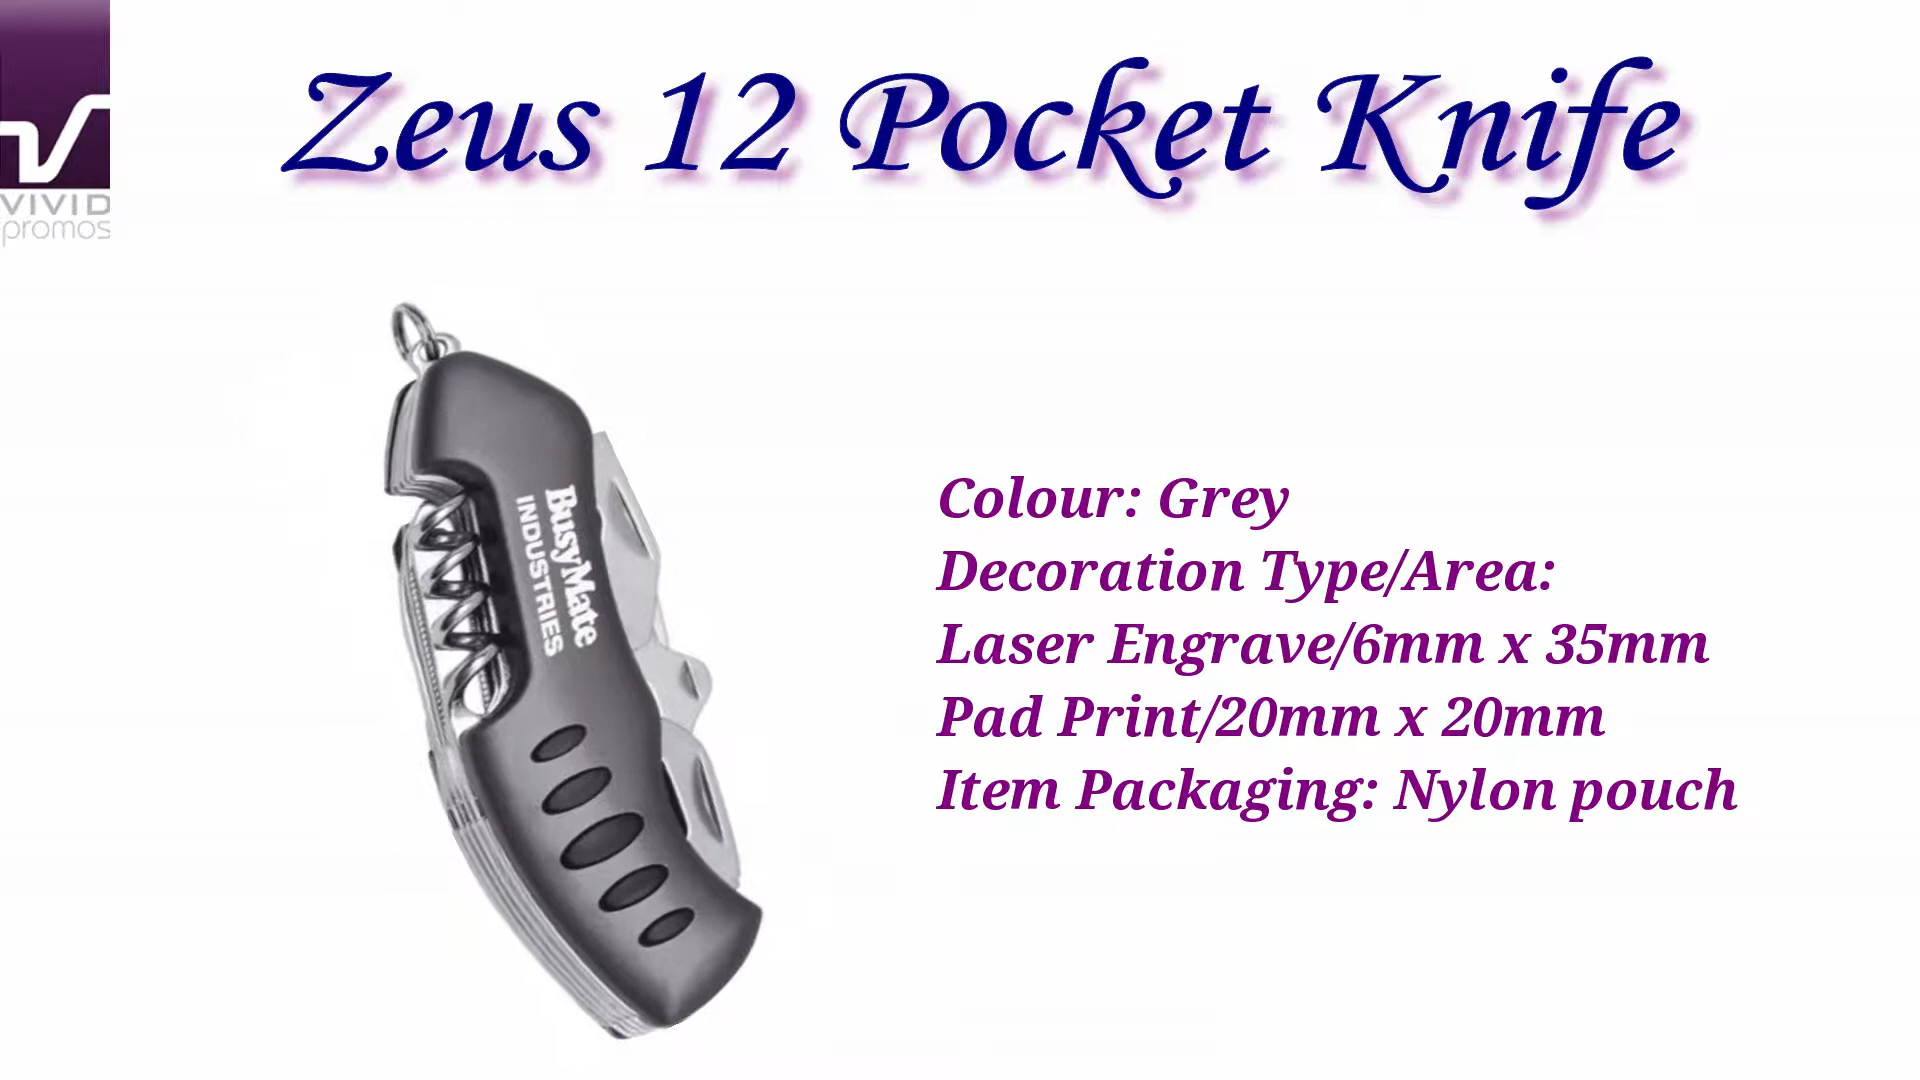 Zeus 12 Pocket Knife
VIVID
promos
BusyMate
INDUSTRIES
Colour: Grey
Decoration Type/Area:
Laser Engrave/6mm x 35mm
Pad Print/20mm x 20mm
Item Packaging: Nylon pouch